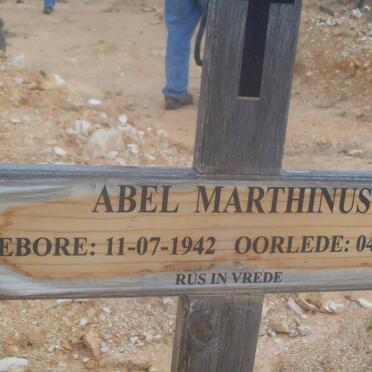 ABEL MARTHINUS
EBORE: 11-07-1942 OORLEDE: 04
RUS IN VREDE